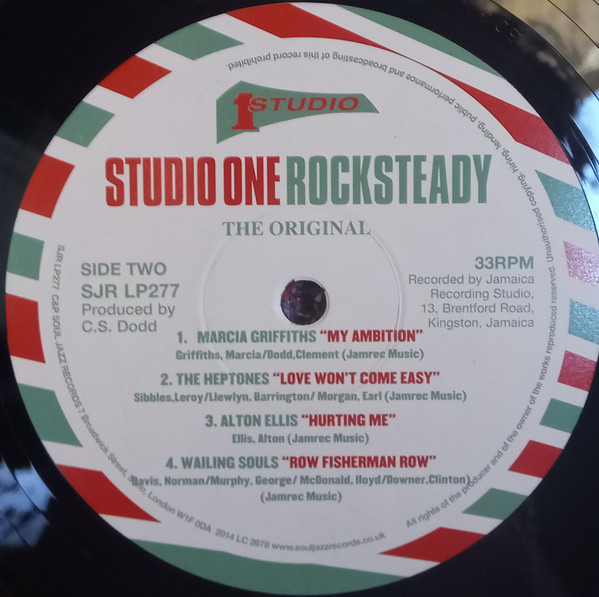 Unauthorised copying, hiring, lending, public performance and broadcasting of this record prohibited.
1 STUDIO
STUDIO ONE ROCKSTEADY
THE ORIGINAL
SIDE TWO
SJR LP277
Produced by
C.S. Dodd
33RPM
Recorded by Jamaica
Recording Studio,
13, Brentford Road,
Kingston, Jamaica
1. MARCIA GRIFFITHS “MY AMBITION”
Griffiths, Marcia/Dodd,Clement (Jamrec Music)
2. THE HEPTONES “LOVE WON'T COME EASY”
Sibbles,Leroy/Llewlyn, Barrington/ Morgan, Earl (Jamrec Music)
3. ALTON ELLIS “HURTING ME”
Ellis, Alton (Jamrec Music)
4. WAILING SOULS “ROW FISHERMAN ROW”
Davis, Norman/Murphy, George/ McDonald, lloyd/Downer,Clinton)
(Jamrec Music)
SJR LP277 C&P SOUL JAZZ RECORDS 7 Broadwick Street, London W1F 0DA 2014 LC 2678 www.souljazzrecords.co.uk
All rights of the producer and of the owner of the works reproduced reserved.